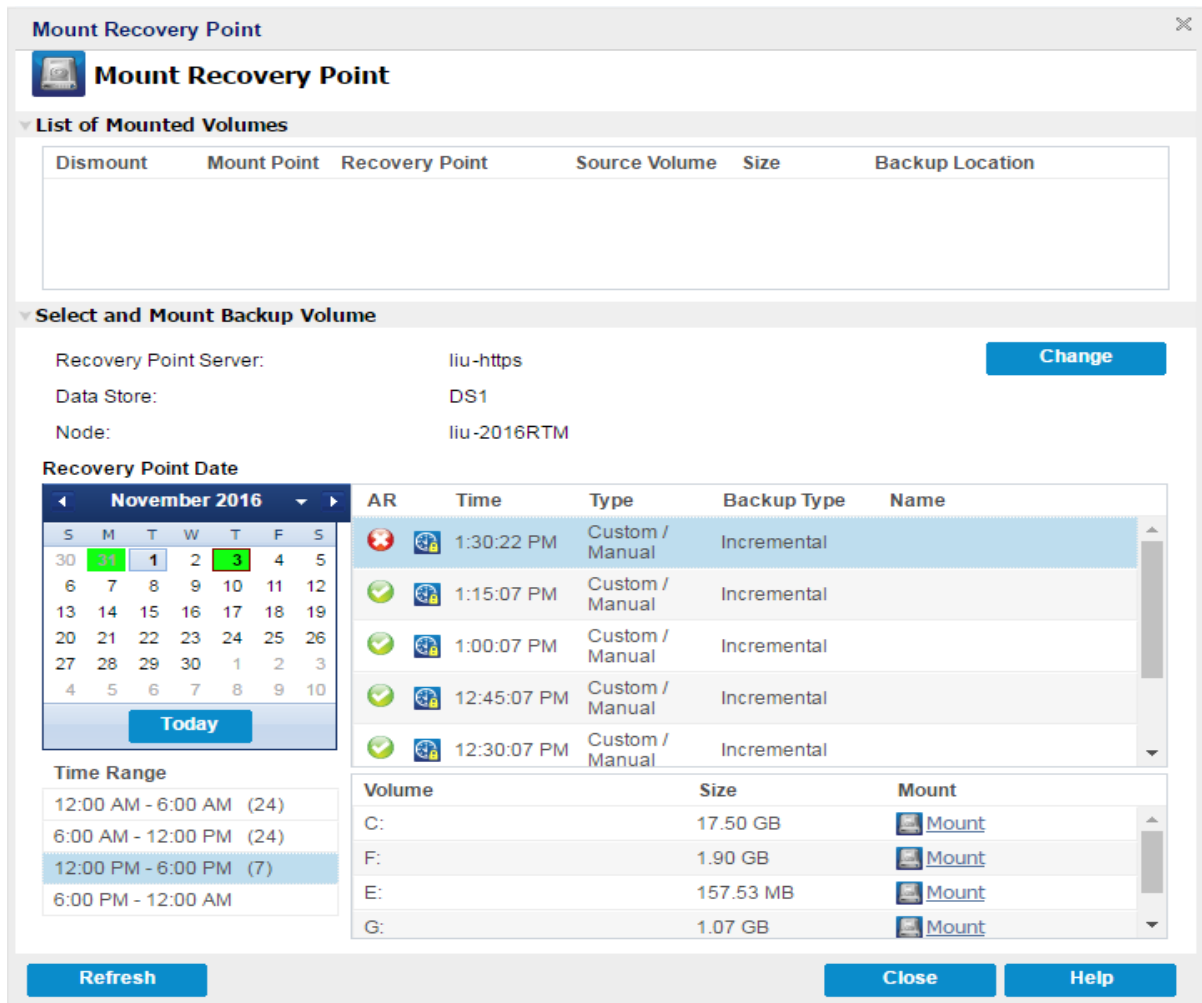 Mount Recovery Point
Mount Recovery Point
List of Mounted Volumes
Dismount Mount Point Recovery Point Source Volume Size Backup Location
Select and Mount Backup Volume
Recovery Point Server: liu-https Change
Data Store: DS1
Node: liu-2016RTM
Recovery Point Date
November 2016
S M T W T F S
30 31 1 2 3 4 5
6 7 8 9 10 11 12
13 14 15 16 17 18 19
20 21 22 23 24 25 26
27 28 29 30 1 2 3
4 5 6 7 8 9 10
Today
Time Range
12:00 AM - 6:00 AM (24)
6:00 AM - 12:00 PM (24)
12:00 PM - 6:00 PM (7)
6:00 PM - 12:00 AM
AR Time Type Backup Type Name
1:30:22 PM Custom / Manual Incremental
1:15:07 PM Custom / Manual Incremental
1:00:07 PM Custom / Manual Incremental
12:45:07 PM Custom / Manual Incremental
12:30:07 PM Custom / Manual Incremental
Volume Size Mount
C: 17.50 GB Mount
F: 1.90 GB Mount
E: 157.53 MB Mount
G: 1.07 GB Mount
Refresh Close Help